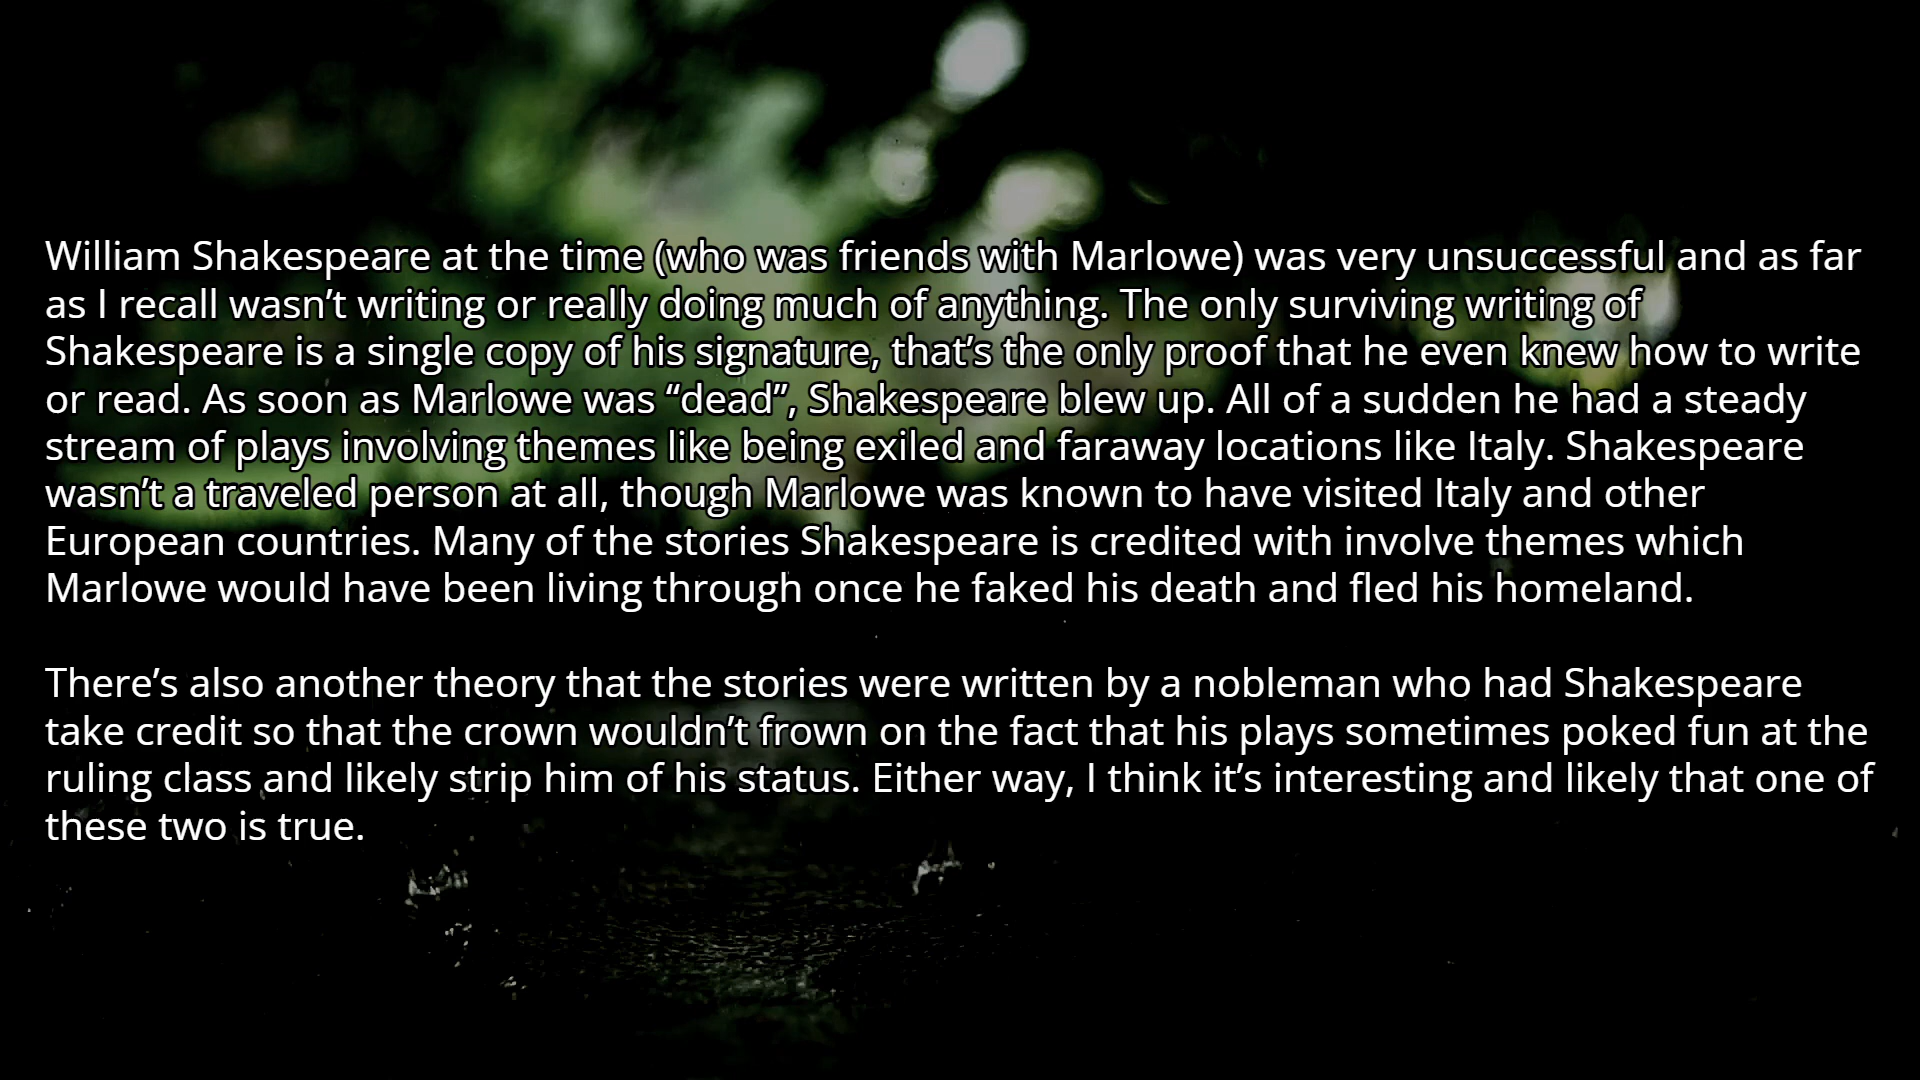 William Shakespeare at the time (who was friends with Marlowe) was very unsuccessful and as far
as I recall wasn’t writing or really doing much of anything. The only surviving writing of
Shakespeare is a single copy of his signature, that’s the only proof that he even knew how to write
or read. As soon as Marlowe was “dead”, Shakespeare blew up. All of a sudden he had a steady
stream of plays involving themes like being exiled and faraway locations like Italy. Shakespeare
wasn’t a traveled person at all, though Marlowe was known to have visited Italy and other
European countries. Many of the stories Shakespeare is credited with involve themes which
Marlowe would have been living through once he faked his death and fled his homeland.
There’s also another theory that the stories were written by a nobleman who had Shakespeare
take credit so that the crown wouldn’t frown on the fact that his plays sometimes poked fun at the
ruling class and likely strip him of his status. Either way, I think it’s interesting and likely that one of
these two is true.